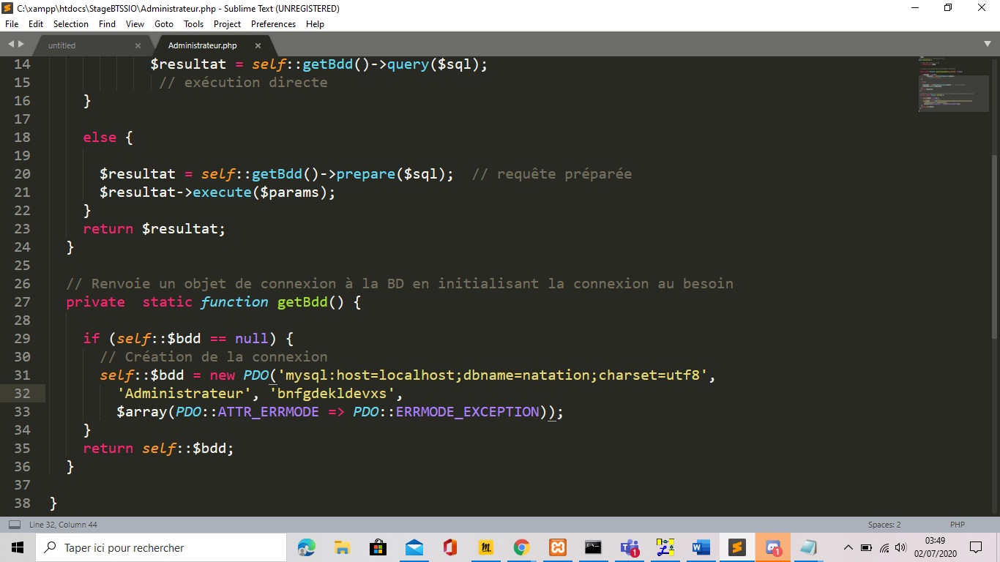 C:\xampp\htdocs\StageBTSSIO\Administrateur.php - Sublime Text (UNREGISTERED)
File Edit Selection Find View Goto Tools Project Preferences Help
untitled Administrateur.php
14 $resultat = self::getBdd()->query($sql);
15 // exécution directe
16 }
17
18 else {
19
20 $resultat = self::getBdd()->prepare($sql); // requête préparée
21 $resultat->execute($params);
22 }
23 return $resultat;
24 }
25
26 // Renvoie un objet de connexion à la BD en initialisant la connexion au besoin
27 private static function getBdd() {
28
29 if (self::$bdd == null) {
30 // Création de la connexion
31 self::$bdd = new PDO('mysql:host=localhost;dbname=natation;charset=utf8',
32 'Administrateur', 'bnfgdekldevxs',
33 $array(PDO::ATTR_ERRMODE => PDO::ERRMODE_EXCEPTION));
34 }
35 return self::$bdd;
36 }
37
38 }
Line 32, Column 44 Spaces: 2 PHP
Taper ici pour rechercher
03:49
02/07/2020